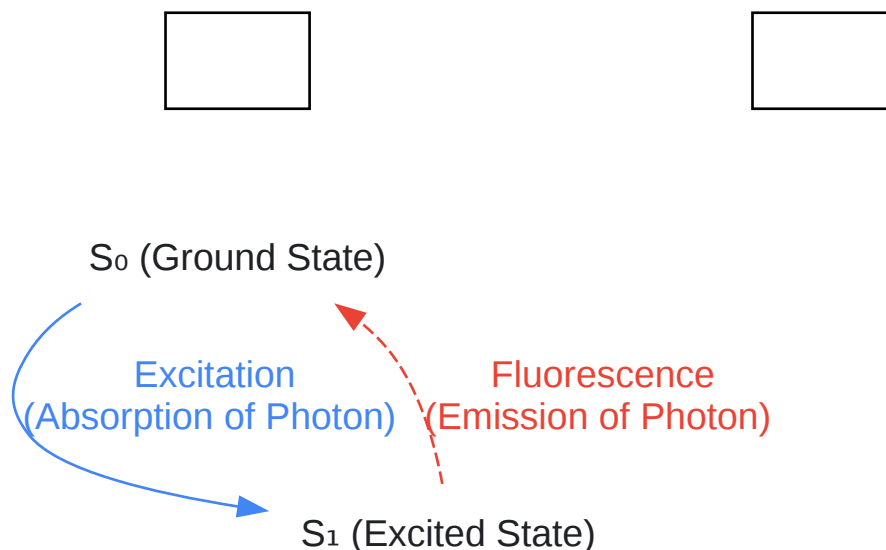 S₀ (Ground State)
Excitation
(Absorption of Photon)
Fluorescence
(Emission of Photon)
S₁ (Excited State)